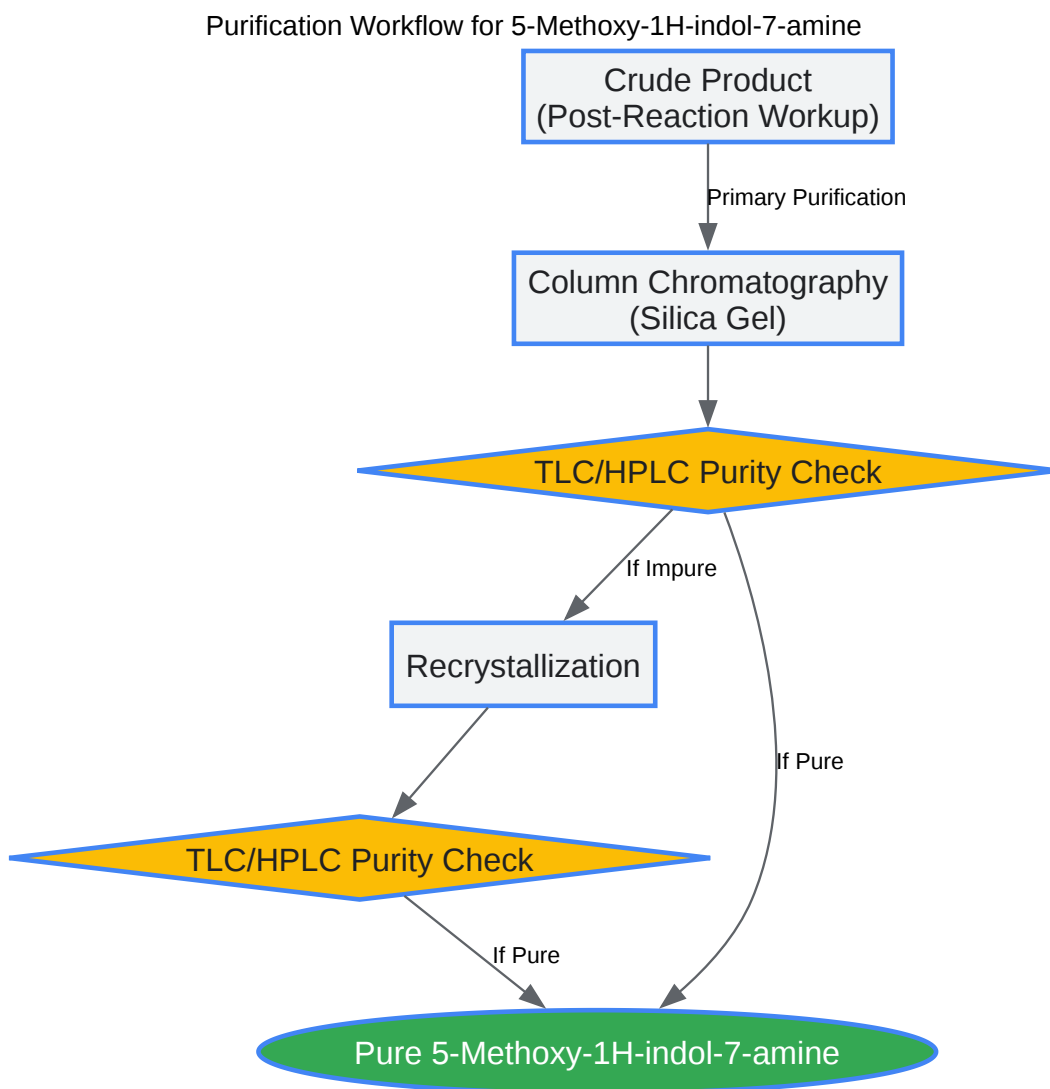 Purification Workflow for 5-Methoxy-1H-indol-7-amine
Crude Product
(Post-Reaction Workup)
Primary Purification
Column Chromatography
(Silica Gel)
TLC/HPLC Purity Check
If Impure
Recrystallization
If Pure
TLC/HPLC Purity Check
If Pure
Pure 5-Methoxy-1H-indol-7-amine